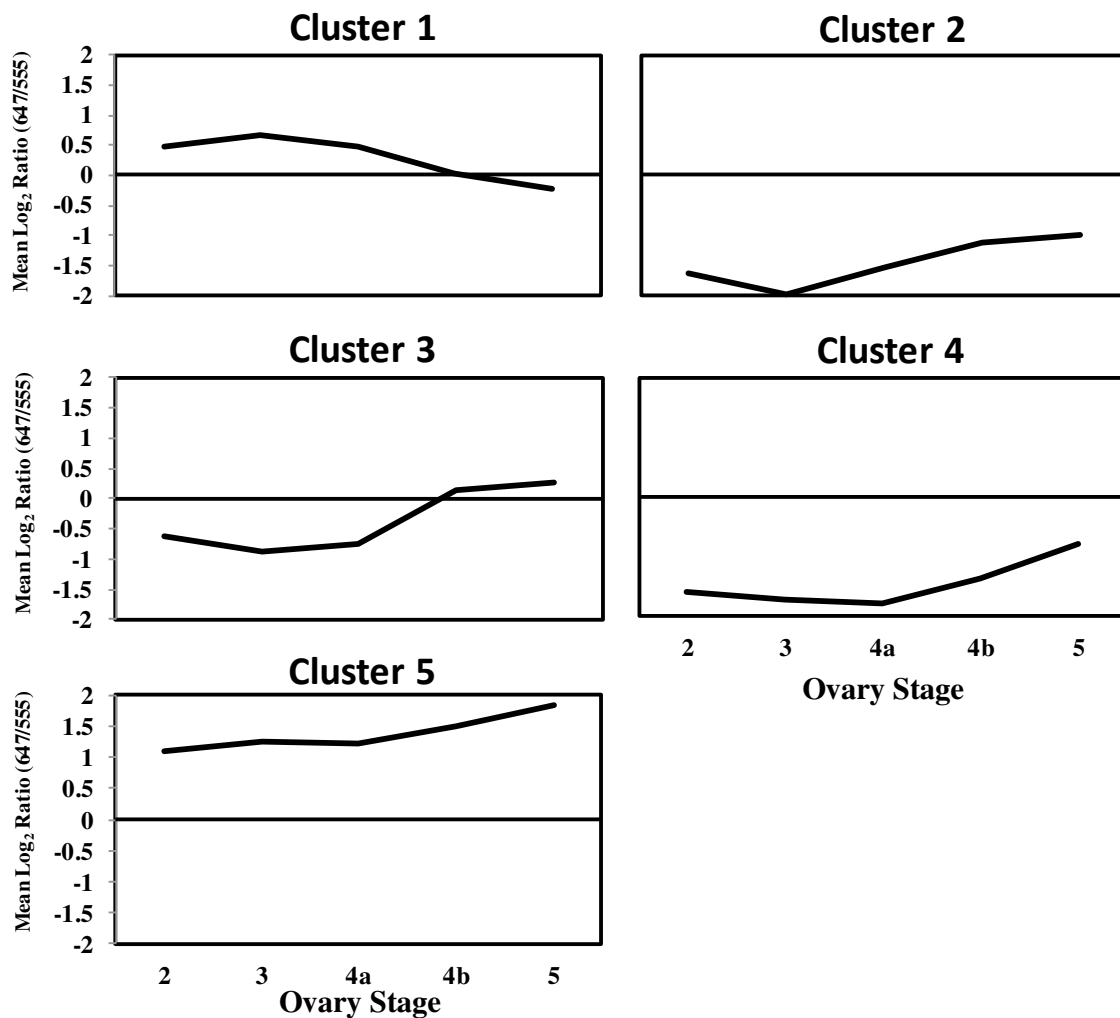 Cluster 1
Cluster 2
Mean Log₂ Ratio (647/555)
2
1.5
1
0.5
0
-0.5
-1
-1.5
-2
Cluster 3
Cluster 4
Mean Log₂ Ratio (647/555)
2
1.5
1
0.5
0
-0.5
-1
-1.5
-2
2 3 4a 4b 5
Ovary Stage
Cluster 5
Mean Log₂ Ratio (647/555)
2
1.5
1
0.5
0
-0.5
-1
-1.5
-2
2 3 4a 4b 5
Ovary Stage